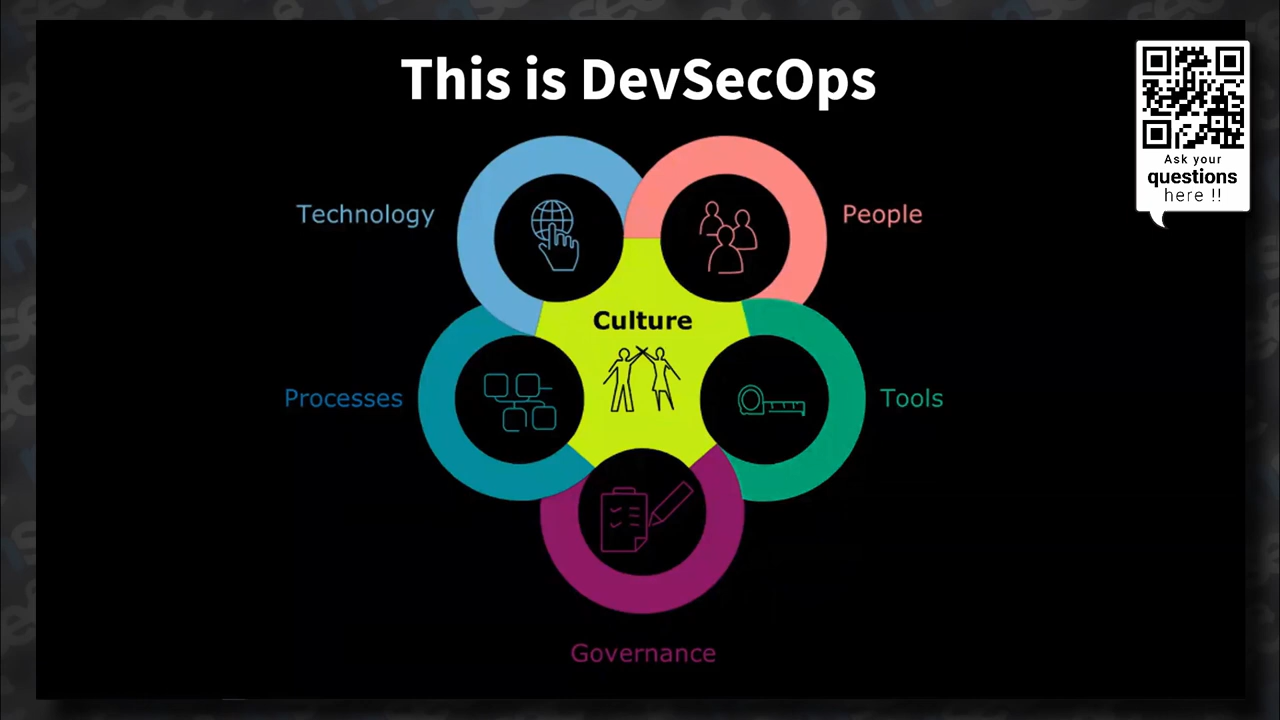 This is DevSecOps
Ask your
questions
here !!
Technology
People
Culture
Processes
Tools
Governance